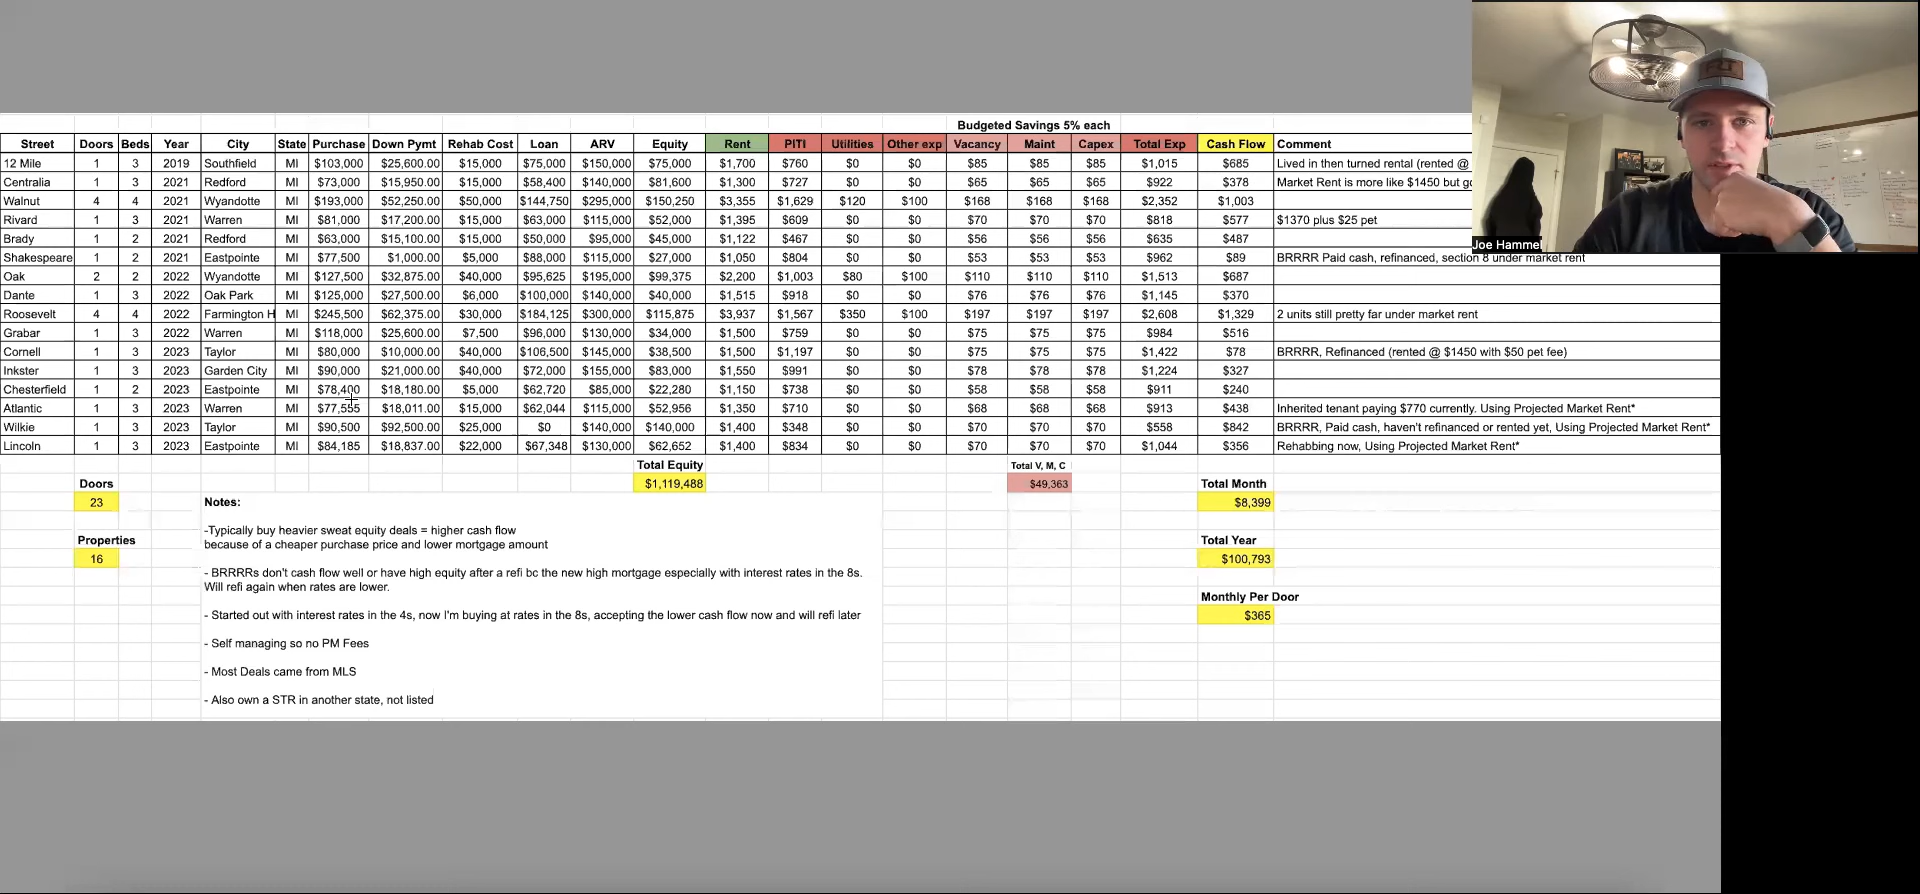 Budgeted Savings 5% each
Street Doors Beds Year City State Purchase Down Pymt Rehab Cost Loan ARV Equity Rent PITI Utilities Other exp Vacancy Maint Capex Total Exp Cash Flow Comment
12 Mile 1 3 2019 Southfield MI $103,000 $25,600.00 $15,000 $75,000 $150,000 $75,000 $1,700 $760 $0 $0 $85 $85 $85 $1,015 $685 Lived in then turned rental (rented @
Centralia 1 3 2021 Redford MI $73,000 $15,950.00 $15,000 $58,400 $140,000 $81,600 $1,300 $727 $0 $0 $65 $65 $65 $922 $378 Market Rent is more like $1450 but go
Walnut 4 4 2021 Wyandotte MI $193,000 $52,250.00 $50,000 $144,750 $295,000 $150,250 $3,355 $1,629 $120 $100 $168 $168 $168 $2,352 $1,003
Rivard 1 3 2021 Warren MI $81,000 $17,200.00 $15,000 $63,000 $115,000 $52,000 $1,395 $609 $0 $0 $70 $70 $70 $818 $577 $1370 plus $25 pet
Brady 1 2 2021 Redford MI $63,000 $15,100.00 $15,000 $50,000 $95,000 $45,000 $1,122 $467 $0 $0 $56 $56 $56 $635 $487
Shakespeare 1 2 2021 Eastpointe MI $77,500 $1,000.00 $5,000 $88,000 $115,000 $27,000 $1,050 $804 $0 $0 $53 $53 $53 $962 $89 BRRRR Paid cash, refinanced, section 8 under market rent
Oak 2 2 2022 Wyandotte MI $127,500 $32,875.00 $40,000 $95,625 $195,000 $99,375 $2,200 $1,003 $80 $100 $110 $110 $110 $1,513 $687
Dante 1 3 2022 Oak Park MI $125,000 $27,500.00 $6,000 $100,000 $140,000 $40,000 $1,515 $918 $0 $0 $76 $76 $76 $1,145 $370
Roosevelt 4 4 2022 Farmington H MI $245,500 $62,375.00 $30,000 $184,125 $300,000 $115,875 $3,937 $1,567 $350 $100 $197 $197 $197 $2,608 $1,329 2 units still pretty far under market rent
Grabar 1 3 2022 Warren MI $118,000 $25,600.00 $7,500 $96,000 $130,000 $34,000 $1,500 $759 $0 $0 $75 $75 $75 $984 $516
Cornell 1 3 2023 Taylor MI $80,000 $10,000.00 $40,000 $106,500 $145,000 $38,500 $1,500 $1,197 $0 $0 $75 $75 $75 $1,422 $78 BRRRR, Refinanced (rented @ $1450 with $50 pet fee)
Inkster 1 3 2023 Garden City MI $90,000 $21,000.00 $40,000 $72,000 $155,000 $83,000 $1,550 $991 $0 $0 $78 $78 $78 $1,224 $327
Chesterfield 1 2 2023 Eastpointe MI $78,400 $18,180.00 $5,000 $62,720 $85,000 $22,280 $1,150 $738 $0 $0 $58 $58 $58 $911 $240
Atlantic 1 3 2023 Warren MI $77,555 $18,011.00 $15,000 $62,044 $115,000 $52,956 $1,350 $710 $0 $0 $68 $68 $68 $913 $438 Inherited tenant paying $770 currently. Using Projected Market Rent*
Wilkie 1 3 2023 Taylor MI $90,500 $92,500.00 $25,000 $0 $140,000 $140,000 $1,400 $348 $0 $0 $70 $70 $70 $558 $842 BRRRR, Paid cash, haven't refinanced or rented yet, Using Projected Market Rent*
Lincoln 1 3 2023 Eastpointe MI $84,185 $18,837.00 $22,000 $67,348 $130,000 $62,652 $1,400 $834 $0 $0 $70 $70 $70 $1,044 $356 Rehabbing now, Using Projected Market Rent*
Total Equity Total V, M, C
Doors $1,119,488 $49,363 Total Month
23 Notes: $8,399
-Typically buy heavier sweat equity deals = higher cash flow
Properties because of a cheaper purchase price and lower mortgage amount Total Year
16 $100,793
- BRRRRs don't cash flow well or have high equity after a refi bc the new high mortgage especially with interest rates in the 8s.
Will refi again when rates are lower.
Monthly Per Door
- Started out with interest rates in the 4s, now I'm buying at rates in the 8s, accepting the lower cash flow now and will refi later $365
- Self managing so no PM Fees
- Most Deals came from MLS
- Also own a STR in another state, not listed
Joe Hammel